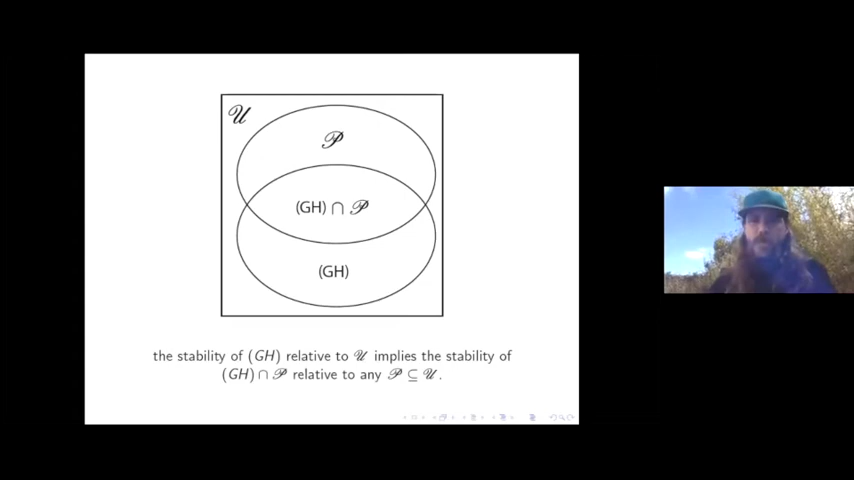 𝒰
𝒫
(GH) ∩ 𝒫
(GH)
the stability of (GH) relative to 𝒰 implies the stability of
(GH) ∩ 𝒫 relative to any 𝒫 ⊆ 𝒰.